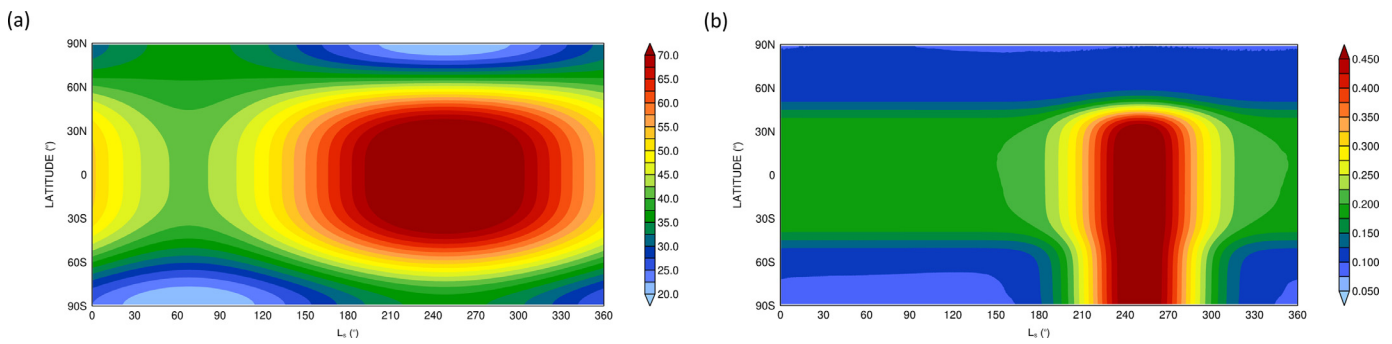 (a)
90N
60N
30N
0
30S
60S
90S
LATITUDE (°)
0 30 60 90 120 150 180 210 240 270 300 330 360
Ls (°)
70.0
65.0
60.0
55.0
50.0
45.0
40.0
35.0
30.0
25.0
20.0
(b)
90N
60N
30N
0
30S
60S
90S
LATITUDE (°)
0 30 60 90 120 150 180 210 240 270 300 330 360
Ls (°)
0.450
0.400
0.350
0.300
0.250
0.200
0.150
0.100
0.050